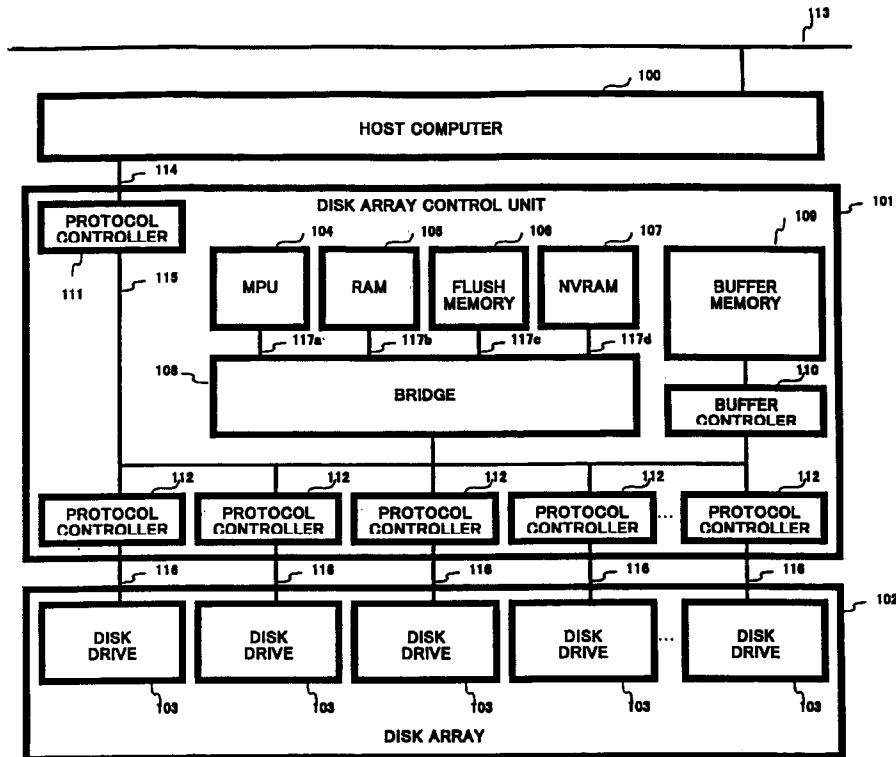 113
100
HOST COMPUTER
114
DISK ARRAY CONTROL UNIT
101
PROTOCOL
CONTROLLER
111
115
104
MPU
105
RAM
106
FLUSH
MEMORY
107
NVRAM
109
BUFFER
MEMORY
117a
117b
117c
117d
108
BRIDGE
110
BUFFER
CONTROLER
112
PROTOCOL
CONTROLLER
112
PROTOCOL
CONTROLLER
112
PROTOCOL
CONTROLLER
112
PROTOCOL
CONTROLLER
...
112
PROTOCOL
CONTROLLER
116
116
116
116
116
102
DISK
DRIVE
DISK
DRIVE
DISK
DRIVE
DISK
DRIVE
...
DISK
DRIVE
103
103
103
103
103
DISK ARRAY